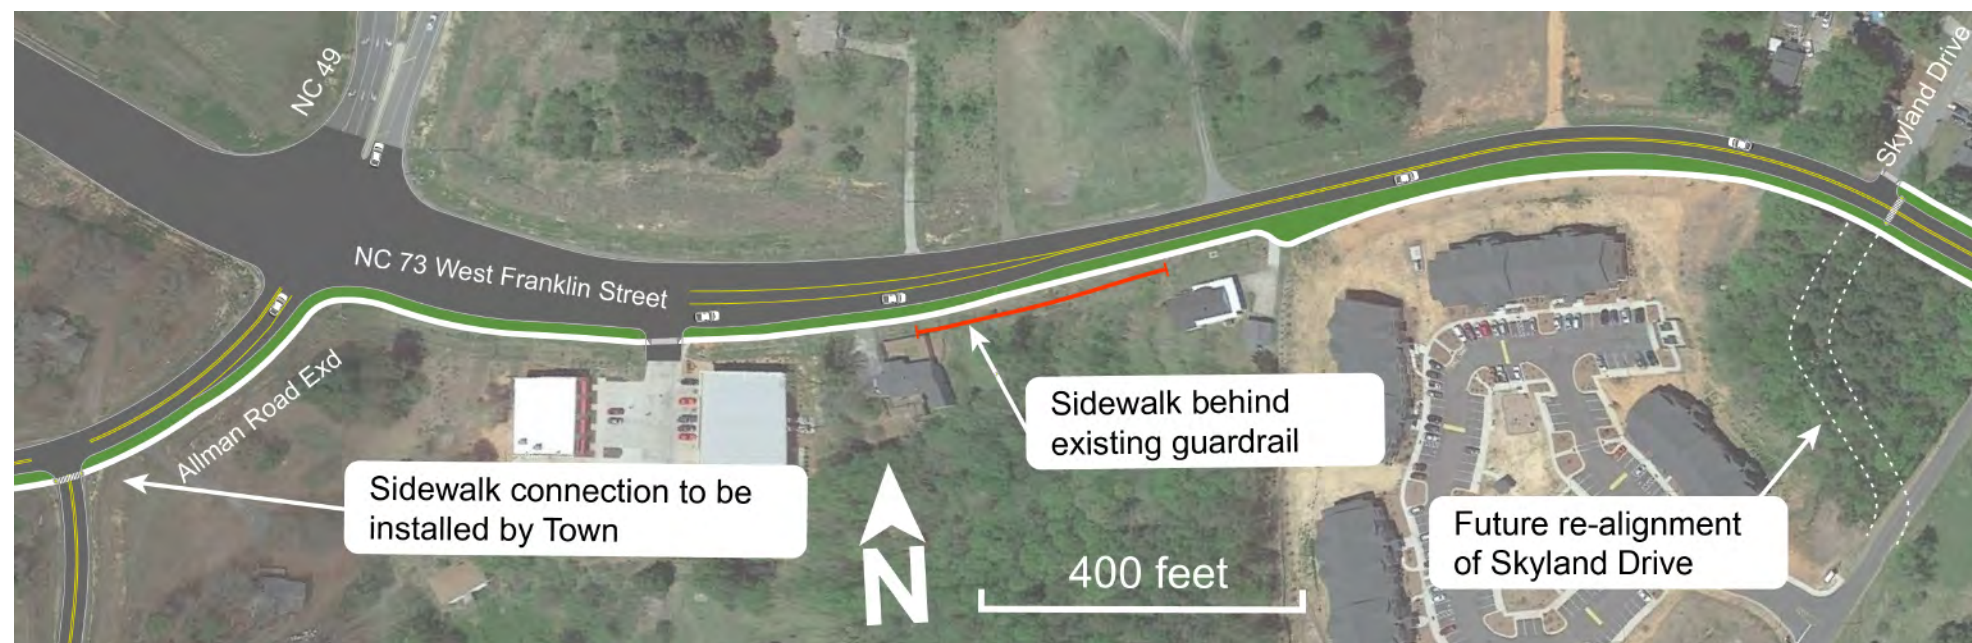 NC 49
Skyland Drive
NC 73 West Franklin Street
Allman Road Exd
Sidewalk behind
existing guardrail
Sidewalk connection to be
installed by Town
Future re-alignment
of Skyland Drive
400 feet
N